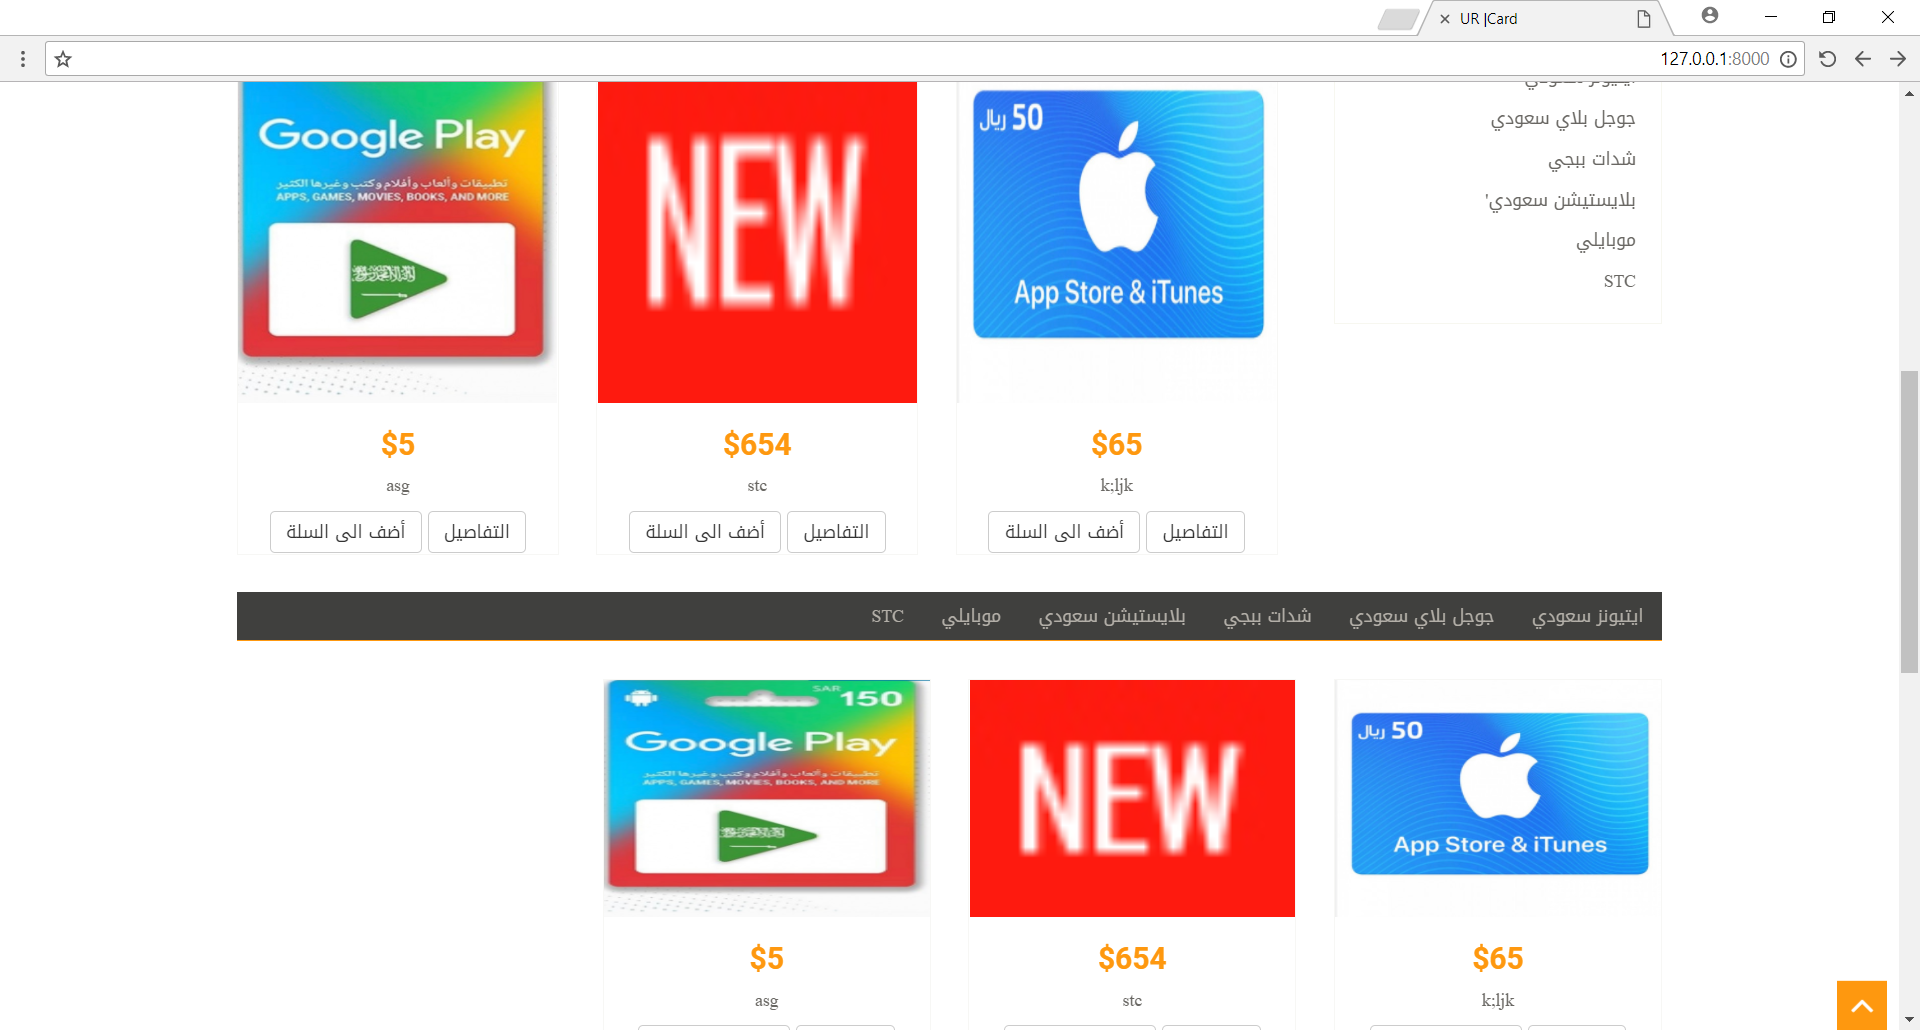 UR |Card
127.0.0.1:8000
جوجل بلاي سعودي
شدات ببجي
بلايستيشن سعودي'
موبايلي
STC
50 ريال
App Store & iTunes
$65
k;ljk
التفاصيل
أضف الى السلة
NEW
$654
stc
التفاصيل
أضف الى السلة
Google Play
تطبيقات وألعاب وأفلام وكتب وغيرها الكثير
APPS, GAMES, MOVIES, BOOKS, AND MORE
$5
asg
التفاصيل
أضف الى السلة
ايتيونز سعودي
جوجل بلاي سعودي
شدات ببجي
بلايستيشن سعودي
موبايلي
STC
50 ريال
App Store & iTunes
$65
k;ljk
NEW
$654
stc
SAR
150
Google Play
تطبيقات وألعاب وأفلام وكتب وغيرها الكثير
APPS, GAMES, MOVIES, BOOKS, AND MORE
$5
asg